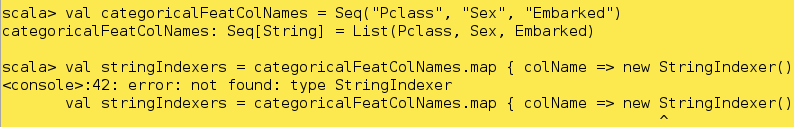 scala> val categoricalFeatColNames = Seq("Pclass", "Sex", "Embarked")
categoricalFeatColNames: Seq[String] = List(Pclass, Sex, Embarked)
scala> val stringIndexers = categoricalFeatColNames.map { colName => new StringIndexer()
<console>:42: error: not found: type StringIndexer
val stringIndexers = categoricalFeatColNames.map { colName => new StringIndexer()
^